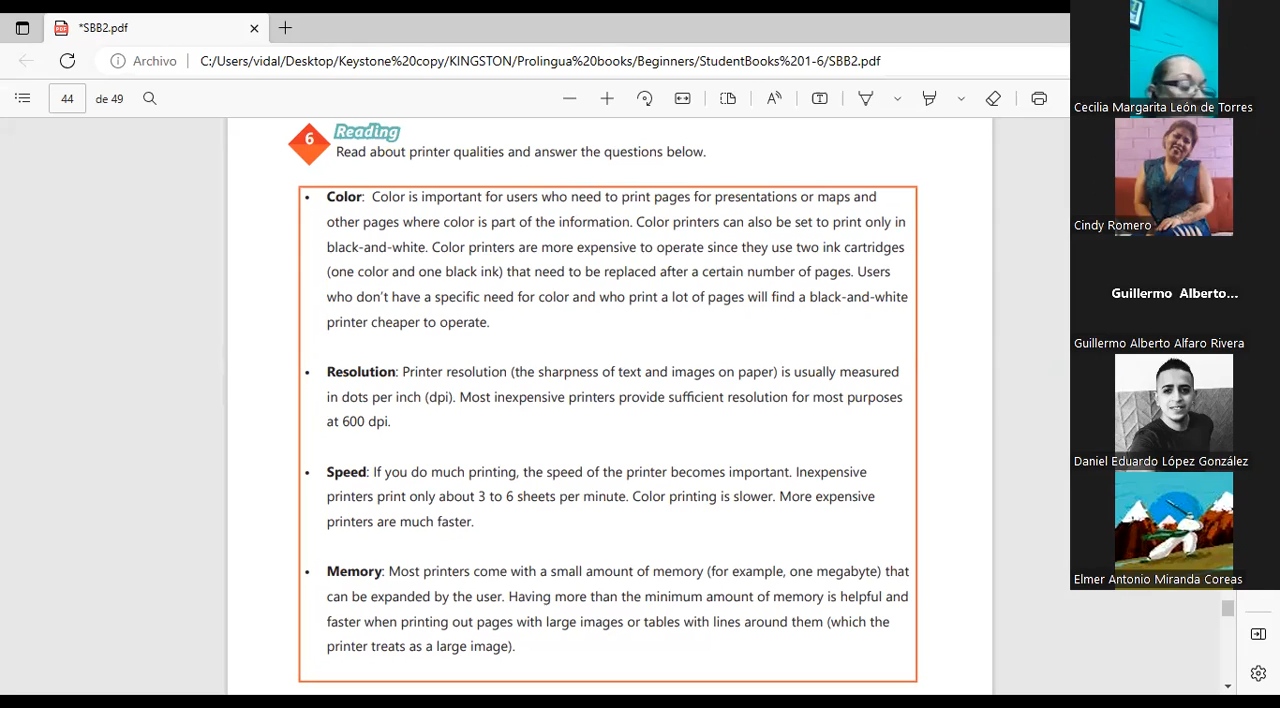 *SBB2.pdf
Archivo
C:/Users/vidal/Desktop/Keystone%20copy/KINGSTON/Prolingua%20books/Beginners/StudentBooks%201-6/SBB2.pdf
44 de 49
6 Reading
Read about printer qualities and answer the questions below.
• Color: Color is important for users who need to print pages for presentations or maps and
other pages where color is part of the information. Color printers can also be set to print only in
black-and-white. Color printers are more expensive to operate since they use two ink cartridges
(one color and one black ink) that need to be replaced after a certain number of pages. Users
who don't have a specific need for color and who print a lot of pages will find a black-and-white
printer cheaper to operate.
• Resolution: Printer resolution (the sharpness of text and images on paper) is usually measured
in dots per inch (dpi). Most inexpensive printers provide sufficient resolution for most purposes
at 600 dpi.
• Speed: If you do much printing, the speed of the printer becomes important. Inexpensive
printers print only about 3 to 6 sheets per minute. Color printing is slower. More expensive
printers are much faster.
• Memory: Most printers come with a small amount of memory (for example, one megabyte) that
can be expanded by the user. Having more than the minimum amount of memory is helpful and
faster when printing out pages with large images or tables with lines around them (which the
printer treats as a large image).
Cecilia Margarita León de Torres
Cindy Romero
Guillermo Alberto...
Guillermo Alberto Alfaro Rivera
Daniel Eduardo López González
Elmer Antonio Miranda Coreas